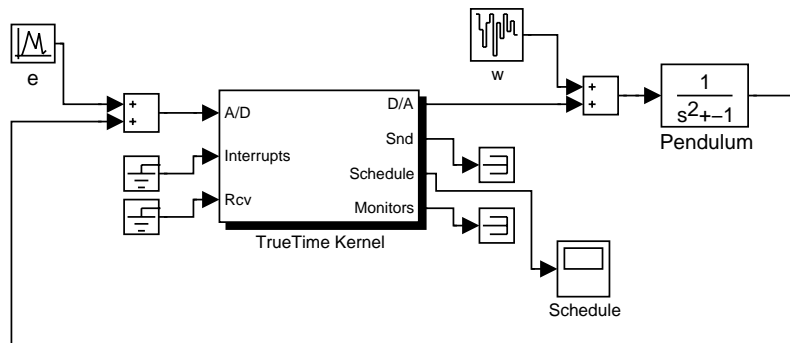 e
w
+
+
A/D
Interrupts
Rcv
D/A
Snd
Schedule
Monitors
TrueTime Kernel
+
+
1
s2+−1
Pendulum
Schedule